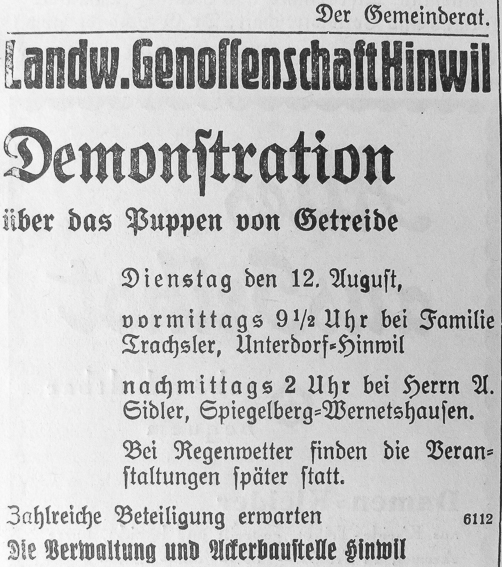 Der Gemeinderat.
Landw. Genossenschaft Hinwil
Demonstration
über das Puppen von Getreide
Dienstag den 12. August,
vormittags 9½ Uhr bei Familie
Trachsler, Unterdorf-Hinwil
nachmittags 2 Uhr bei Herrn A.
Sidler, Spiegelberg-Wernetshausen.
Bei Regenwetter finden die Veran-
staltungen später statt.
Zahlreiche Beteiligung erwarten 6112
Die Verwaltung und Ackerbaustelle Hinwil